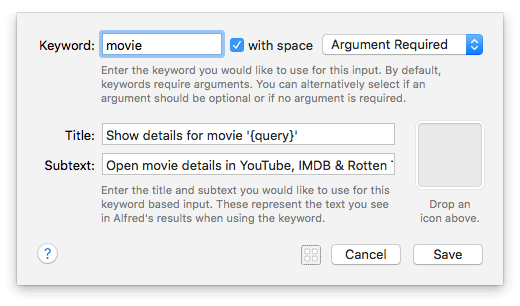 Keyword: movie with space Argument Required
Enter the keyword you would like to use for this input. By default,
keywords require arguments. You can alternatively select if an
argument should be optional or if no argument is required.
Title: Show details for movie '{query}'
Subtext: Open movie details in YouTube, IMDB & Rotten
Enter the title and subtext you would like to use for this
keyword based input. These represent the text you see
in Alfred's results when using the keyword.
Drop an
icon above.
? Cancel Save